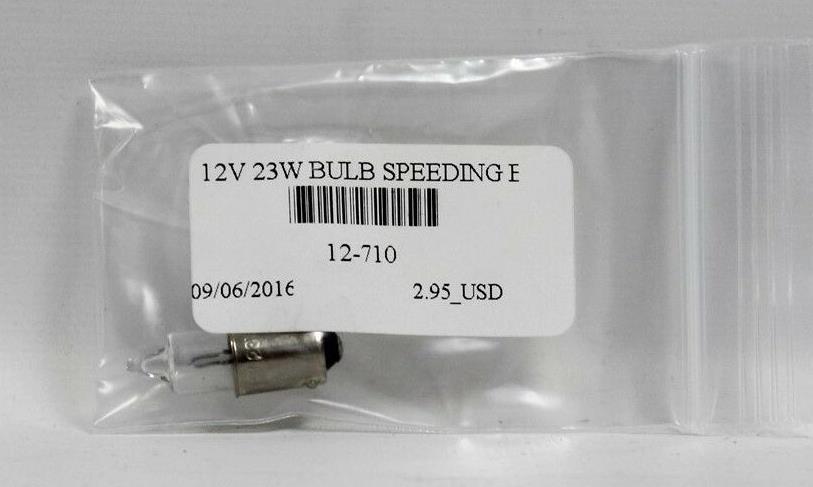 12V 23W BULB SPEEDING E
12-710
09/06/2016 2.95_USD